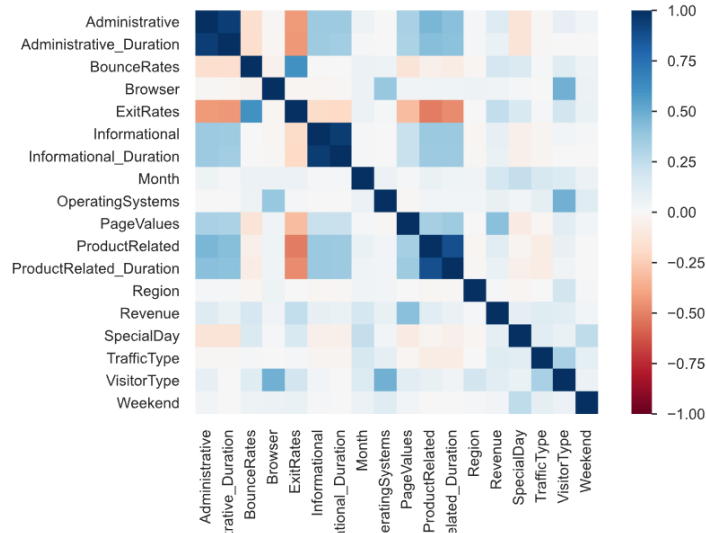 Administrative
Administrative_Duration
BounceRates
Browser
ExitRates
Informational
Informational_Duration
Month
OperatingSystems
PageValues
ProductRelated
ProductRelated_Duration
Region
Revenue
SpecialDay
TrafficType
VisitorType
Weekend
1.00
0.75
0.50
0.25
0.00
−0.25
−0.50
−0.75
−1.00
Administrative
trative_Duration
BounceRates
Browser
ExitRates
Informational
tional_Duration
Month
eratingSystems
PageValues
ProductRelated
elated_Duration
Region
Revenue
SpecialDay
TrafficType
VisitorType
Weekend